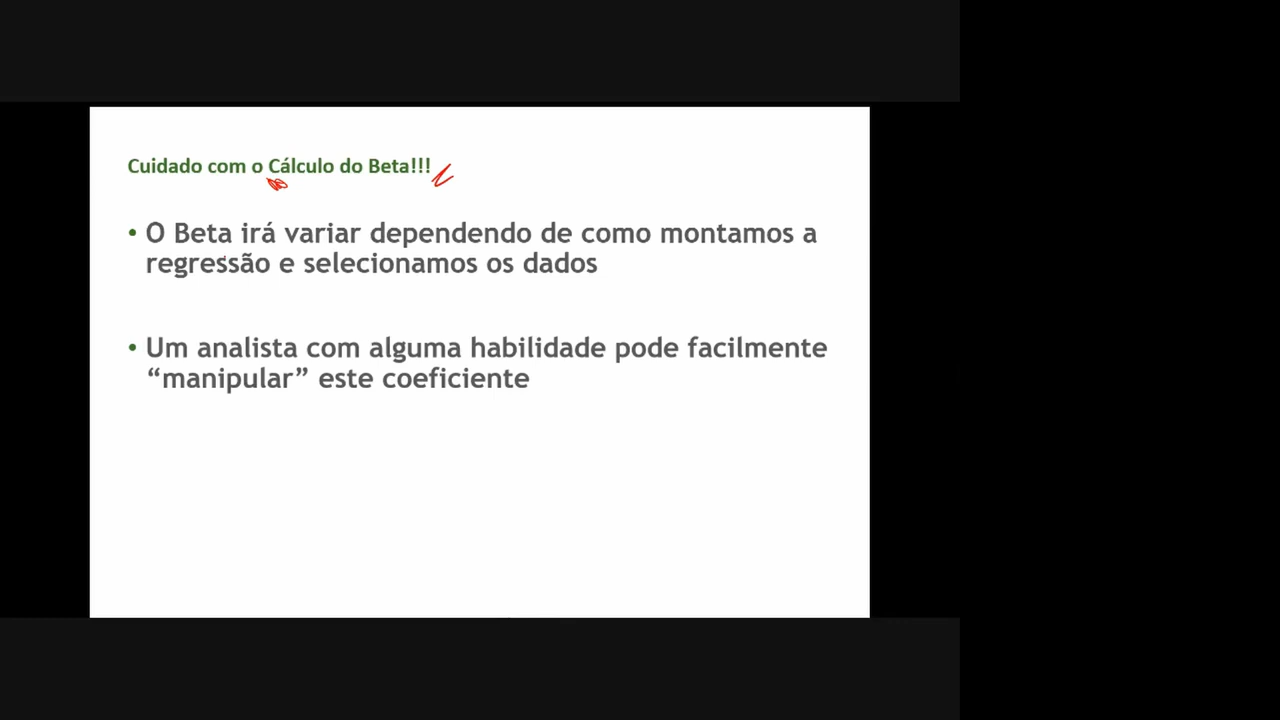 Cuidado com o Cálculo do Beta!!!
• O Beta irá variar dependendo de como montamos a
regressão e selecionamos os dados
• Um analista com alguma habilidade pode facilmente
“manipular” este coeficiente